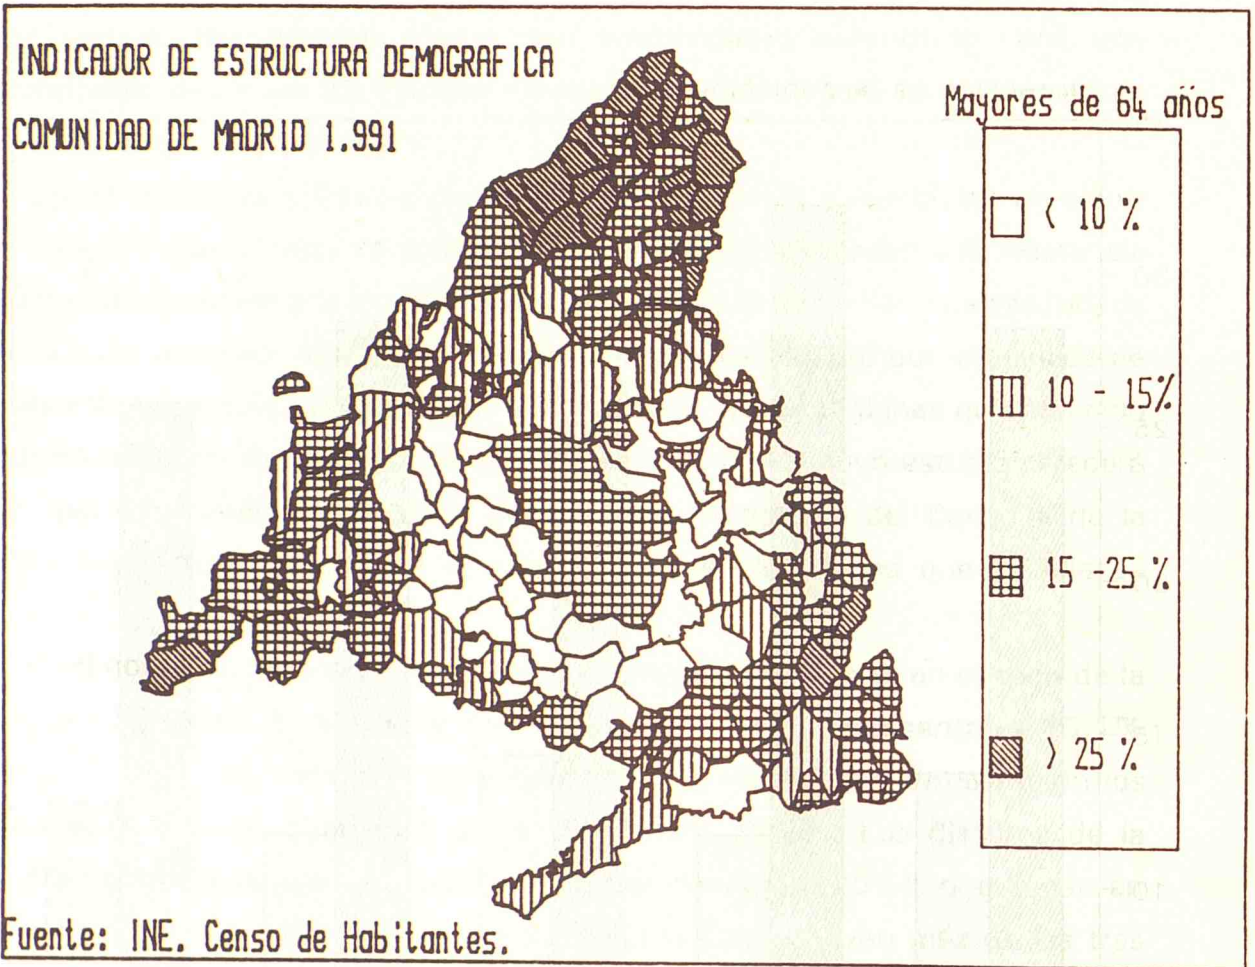 INDICADOR DE ESTRUCTURA DEMOGRAFICA
COMUNIDAD DE MADRID 1.991
Mayores de 64 años
< 10 %
10 - 15%
15 -25 %
> 25 %
Fuente: INE. Censo de Habitantes.